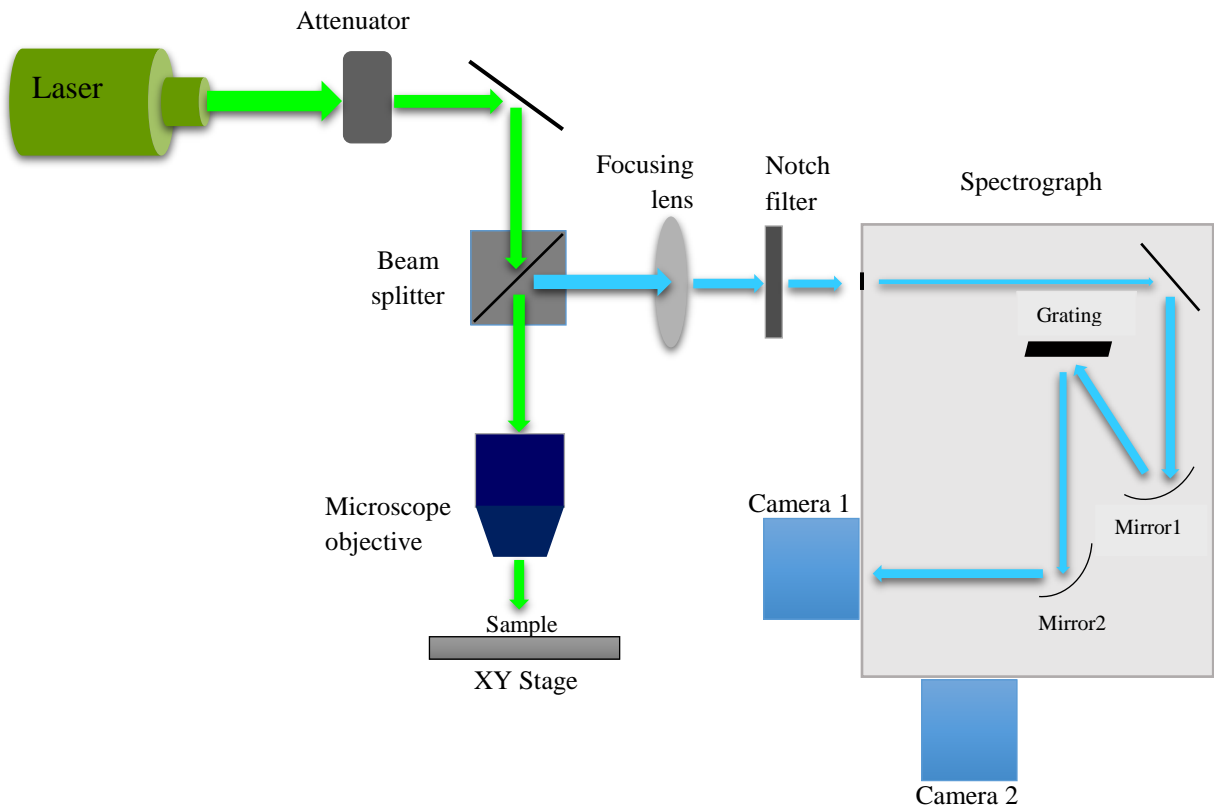 Attenuator
Laser
Focusing
lens
Notch
filter
Spectrograph
Beam
splitter
Grating
Microscope
objective
Camera 1
Mirror1
Sample
Mirror2
XY Stage
Camera 2